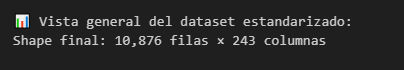 📊 Vista general del dataset estandarizado:
Shape final: 10,876 filas × 243 columnas